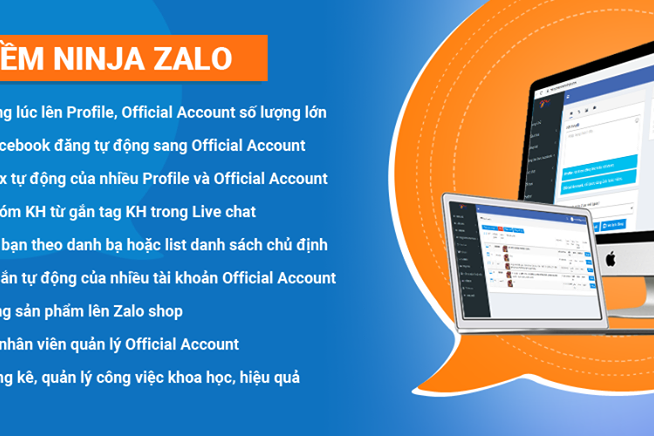 ỀM NINJA ZALO
ng lúc lên Profile, Official Account số lượng lớn
cebook đăng tự động sang Official Account
x tự động của nhiều Profile và Official Account
óm KH từ gắn tag KH trong Live chat
bạn theo danh bạ hoặc list danh sách chủ định
ắn tự động của nhiều tài khoản Official Account
ng sản phẩm lên Zalo shop
nhân viên quản lý Official Account
ng kê, quản lý công việc khoa học, hiệu quả